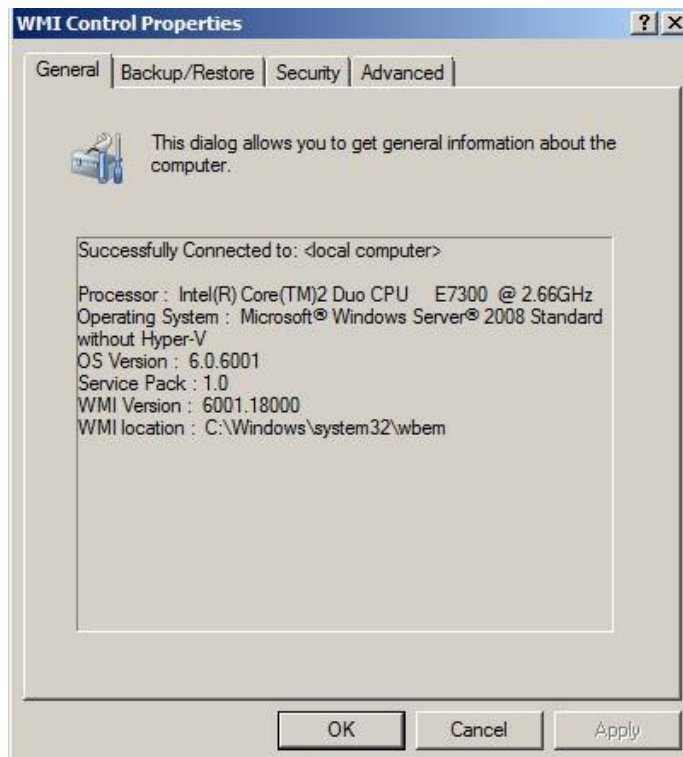 WMI Control Properties
? X
General Backup/Restore Security Advanced
This dialog allows you to get general information about the
computer.
Successfully Connected to: <local computer>
Processor : Intel(R) Core(TM)2 Duo CPU E7300 @ 2.66GHz
Operating System : Microsoft® Windows Server® 2008 Standard
without Hyper-V
OS Version : 6.0.6001
Service Pack : 1.0
WMI Version : 6001.18000
WMI location : C:\Windows\system32\wbem
OK Cancel Apply